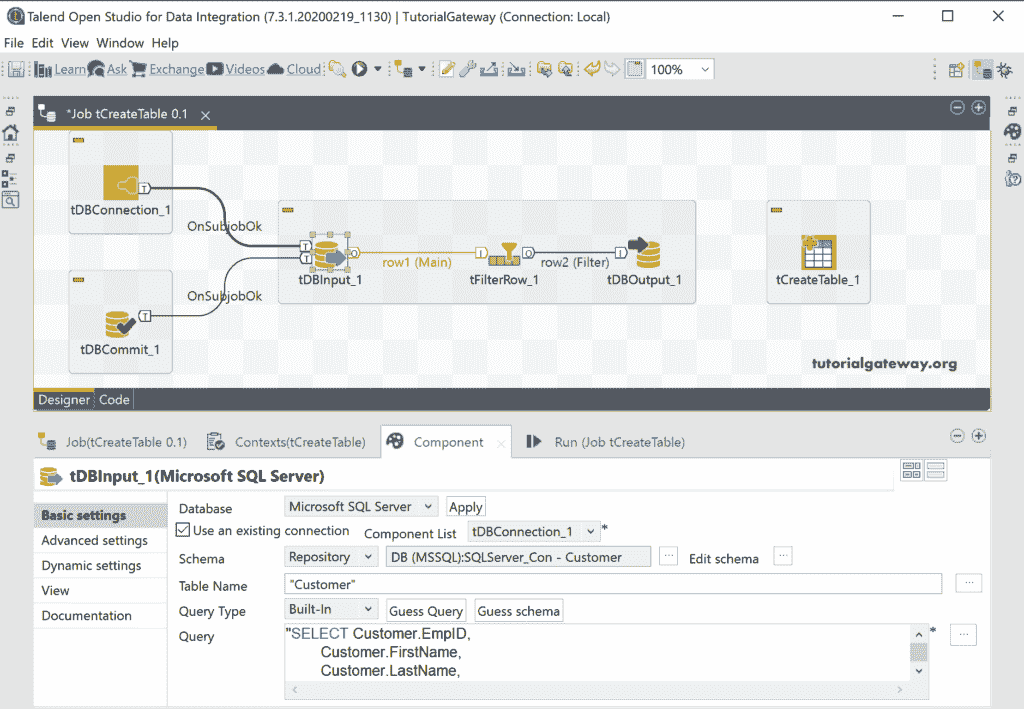 Talend Open Studio for Data Integration (7.3.1.20200219_1130) | TutorialGateway (Connection: Local)
File Edit View Window Help
Learn Ask Exchange Videos Cloud 100%
*Job tCreateTable 0.1
T
tDBConnection_1
OnSubjobOk
T
T
O
row1 (Main)
I
O
row2 (Filter)
I
tDBInput_1
tFilterRow_1
tDBOutput_1
tCreateTable_1
OnSubjobOk
T
tDBCommit_1
tutorialgateway.org
Designer Code
Job(tCreateTable 0.1) Contexts(tCreateTable) Component Run (Job tCreateTable)
tDBInput_1(Microsoft SQL Server)
Basic settings
Advanced settings
Dynamic settings
View
Documentation
Database Microsoft SQL Server Apply
Use an existing connection Component List tDBConnection_1 *
Schema Repository DB (MSSQL):SQLServer_Con - Customer ... Edit schema ...
Table Name "Customer" ...
Query Type Built-In Guess Query Guess schema
Query "SELECT Customer.EmpID, * ...
Customer.FirstName,
Customer.LastName,